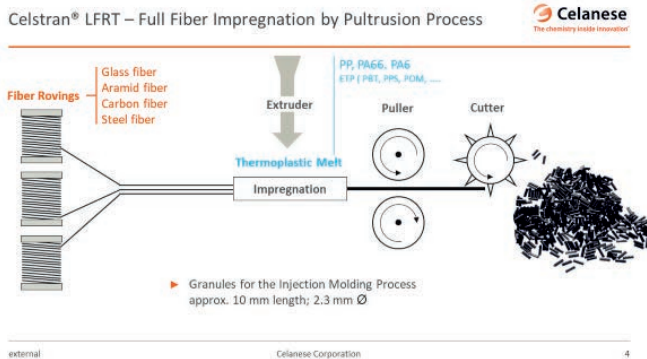 Celstran® LFRT – Full Fiber Impregnation by Pultrusion Process
Celanese
The chemistry inside innovation™
Fiber Rovings
Glass fiber
Aramid fiber
Carbon fiber
Steel fiber
Extruder
PP, PA66. PA6
ETP ( PBT, PPS, POM, ....
Puller
Cutter
Thermoplastic Melt
Impregnation
► Granules for the Injection Molding Process
approx. 10 mm length; 2.3 mm Ø
external
Celanese Corporation
4